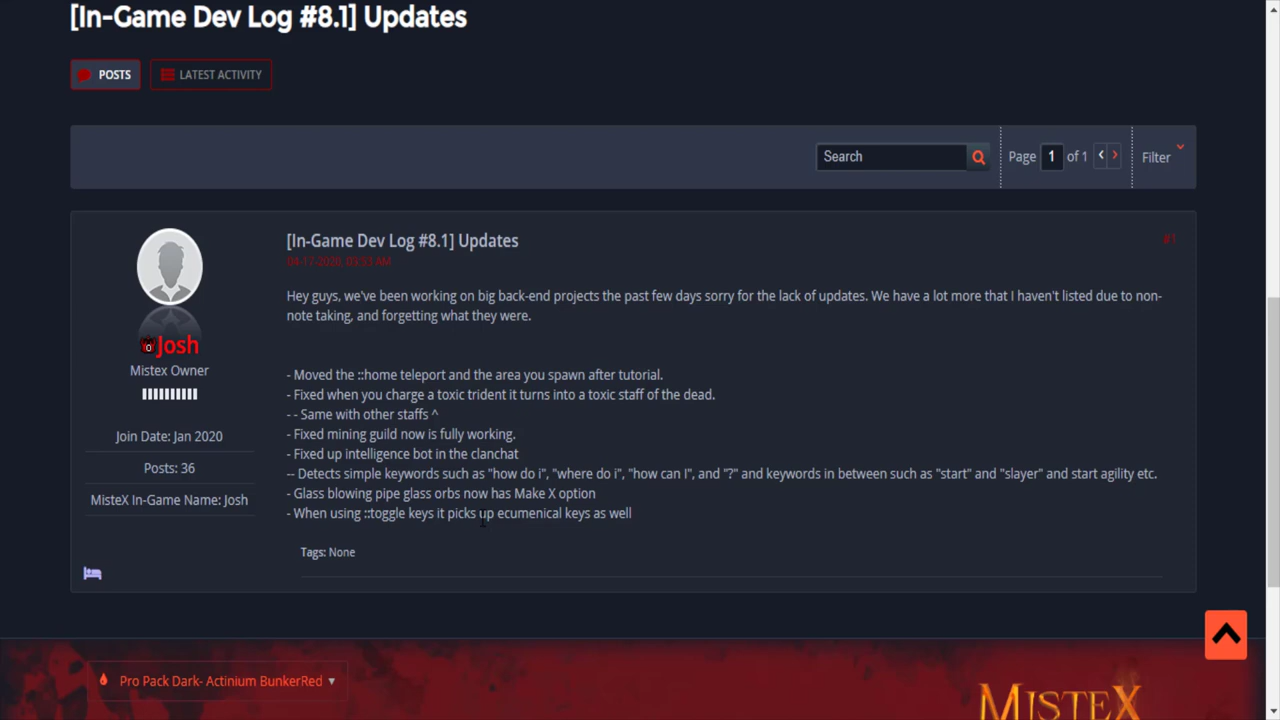 [In-Game Dev Log #8.1] Updates
POSTS
LATEST ACTIVITY
Search
Page 1 of 1
Filter
[In-Game Dev Log #8.1] Updates
#1
04-17-2020, 03:53 AM
Hey guys, we've been working on big back-end projects the past few days sorry for the lack of updates. We have a lot more that I haven't listed due to non-
note taking, and forgetting what they were.
Josh
Mistex Owner
Join Date: Jan 2020
Posts: 36
MisteX In-Game Name: Josh
- Moved the ::home teleport and the area you spawn after tutorial.
- Fixed when you charge a toxic trident it turns into a toxic staff of the dead.
- - Same with other staffs ^
- Fixed mining guild now is fully working.
- Fixed up intelligence bot in the clanchat
-- Detects simple keywords such as "how do i", "where do i", "how can I", and "?" and keywords in between such as "start" and "slayer" and start agility etc.
- Glass blowing pipe glass orbs now has Make X option
- When using ::toggle keys it picks up ecumenical keys as well
Tags: None
Pro Pack Dark- Actinium BunkerRed
MISTEX